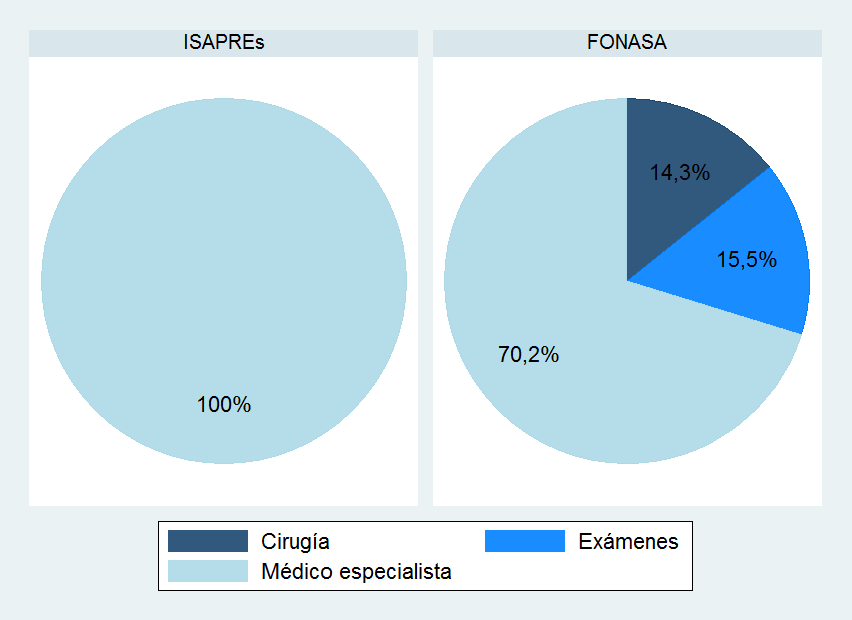 ISAPREs
FONASA
14,3%
15,5%
70,2%
100%
Cirugía
Exámenes
Médico especialista